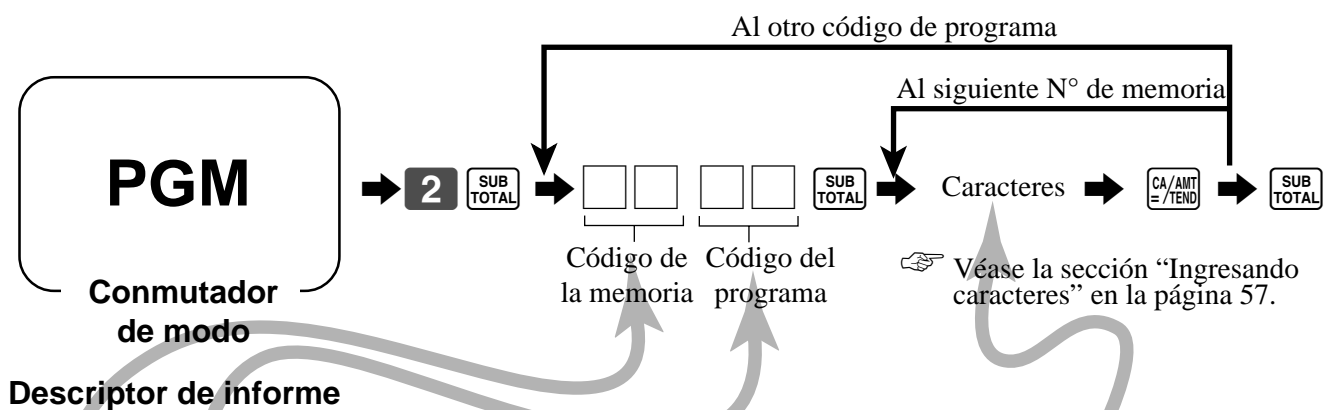 Al otro código de programa
Al siguiente N° de memoria
PGM
2
SUB
TOTAL
SUB
TOTAL
Caracteres
CA/AMT
= /TEND
SUB
TOTAL
Código de
la memoria
Código del
programa
☞ Véase la sección “Ingresando
caracteres” en la página 57.
Conmutador
de modo
Descriptor de informe